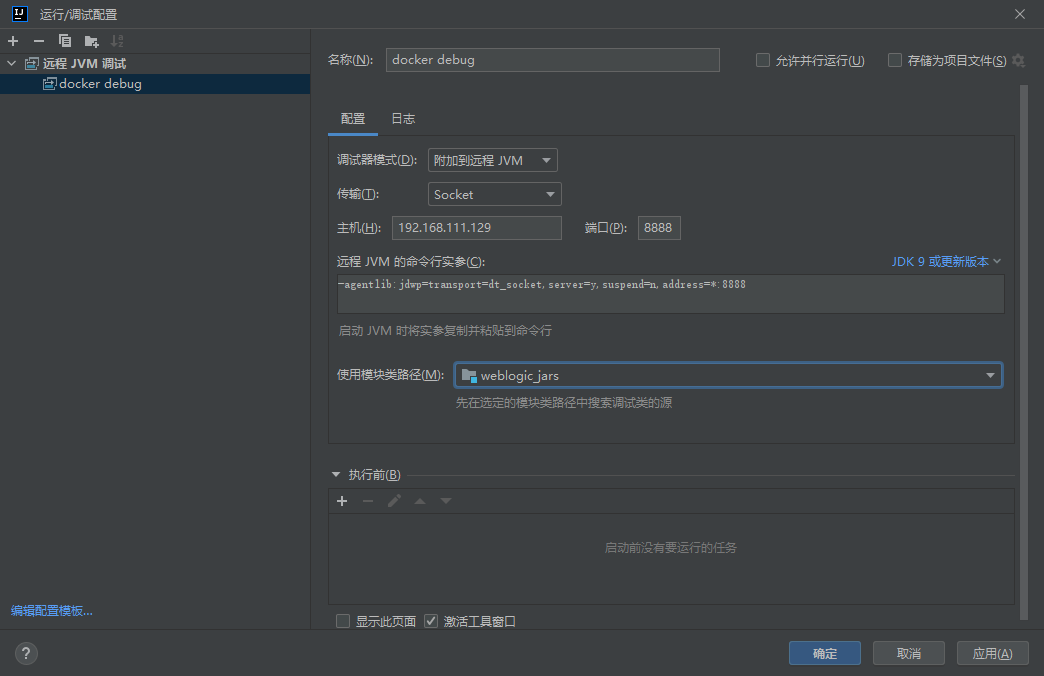 运行/调试配置
远程 JVM 调试
docker debug
编辑配置模板...
名称(N): docker debug 允许并行运行(U) 存储为项目文件(S)
配置 日志
调试器模式(D): 附加到远程 JVM
传输(T): Socket
主机(H): 192.168.111.129 端口(P): 8888
远程 JVM 的命令行实参(C): JDK 9 或更新版本
-agentlib:jdwp=transport=dt_socket,server=y,suspend=n,address=*:8888
启动 JVM 时将实参复制并粘贴到命令行
使用模块类路径(M): weblogic_jars
先在选定的模块类路径中搜索调试类的源
执行前(B)
启动前没有要运行的任务
显示此页面 激活工具窗口
? 确定 取消 应用(A)